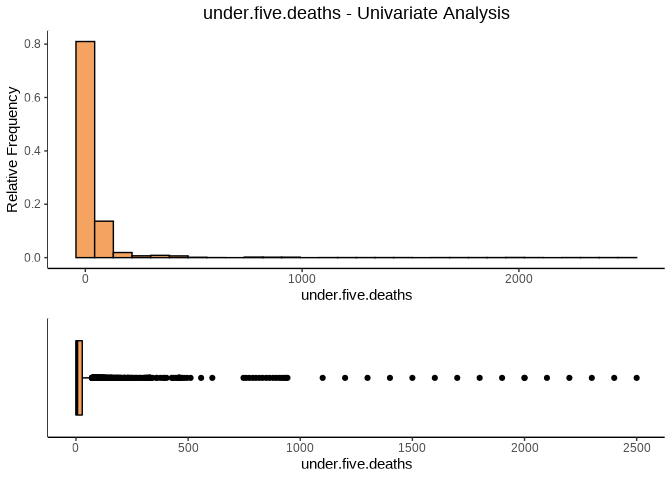 under.five.deaths - Univariate Analysis
0.8
0.6
0.4
0.2
0.0
Relative Frequency
0 1000 2000
under.five.deaths
0 500 1000 1500 2000 2500
under.five.deaths